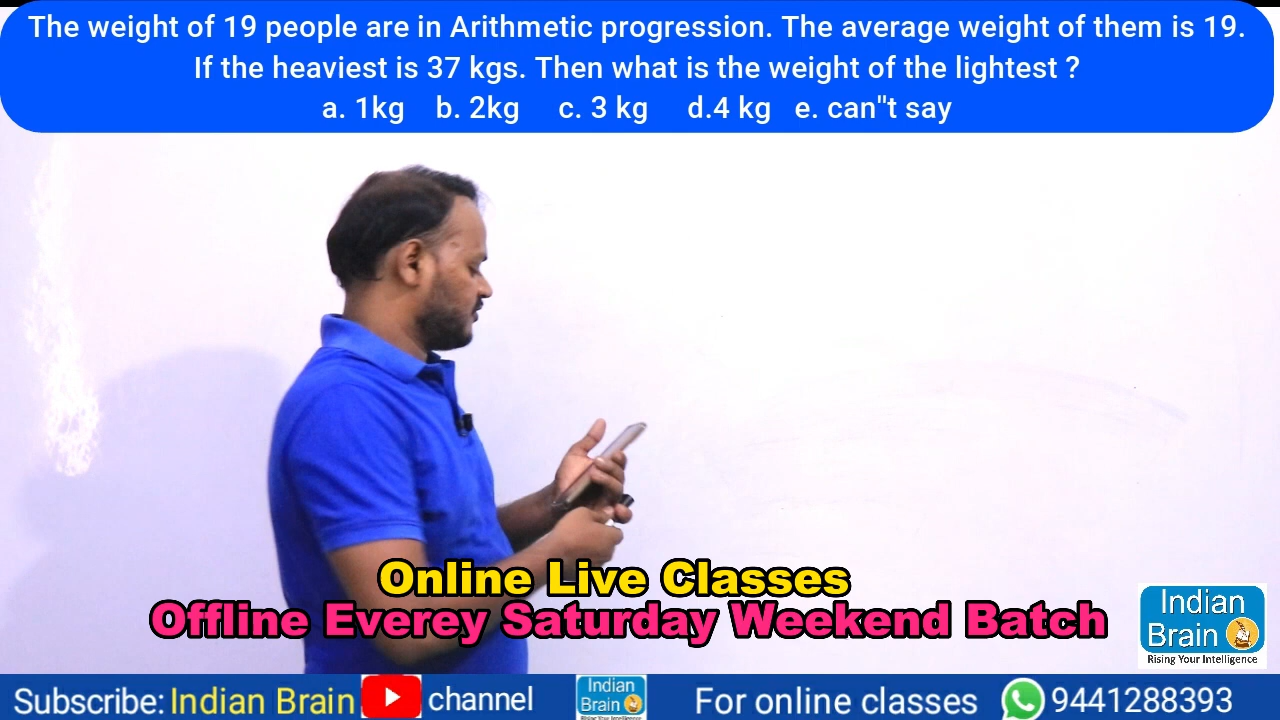 The weight of 19 people are in Arithmetic progression. The average weight of them is 19.
If the heaviest is 37 kgs. Then what is the weight of the lightest ?
a. 1kg b. 2kg c. 3 kg d.4 kg e. can"t say
Online Live Classes
Offline Everey Saturday Weekend Batch
Indian
Brain
Rising Your Intelligence
Subscribe: Indian Brain channel
Indian
Brain
Rising Your Intelligence
For online classes 9441288393